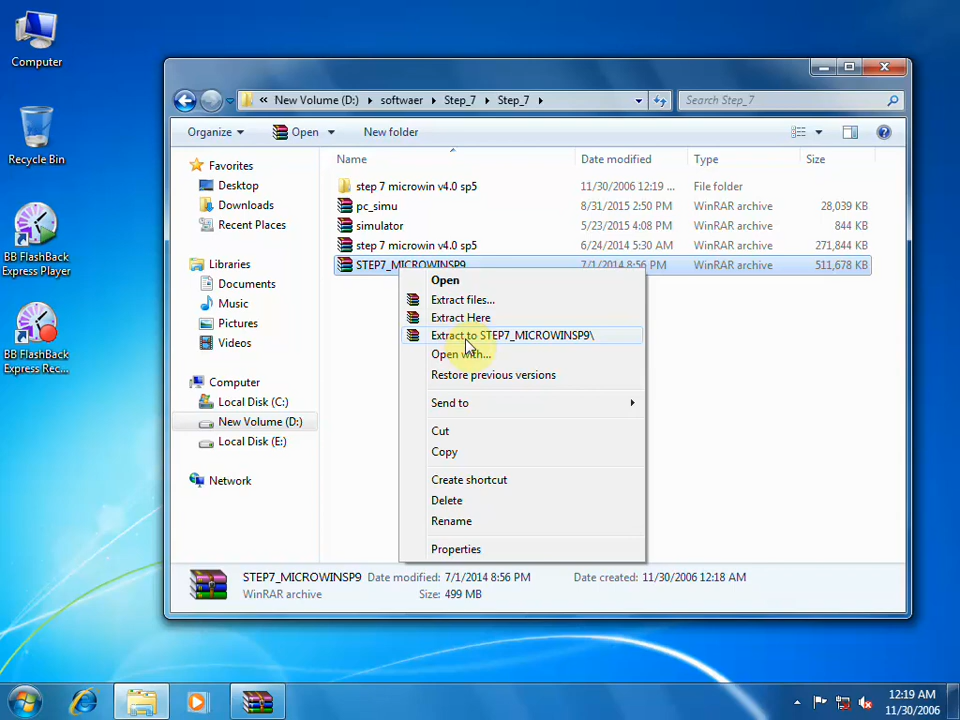 Computer
Recycle Bin
BB FlashBack
Express Player
BB FlashBack
Express Rec...
« New Volume (D:) softwaer Step_7 Step_7
Search Step_7
Organize Open New folder
Name Date modified Type Size
Favorites
Desktop
Downloads
Recent Places
Libraries
Documents
Music
Pictures
Videos
Computer
Local Disk (C:)
New Volume (D:)
Local Disk (E:)
Network
step 7 microwin v4.0 sp5 11/30/2006 12:19 ... File folder
pc_simu 8/31/2015 2:50 PM WinRAR archive 28,039 KB
simulator 5/23/2015 4:08 PM WinRAR archive 844 KB
step 7 microwin v4.0 sp5 6/24/2014 5:30 AM WinRAR archive 271,844 KB
STEP7_MICROWINSP9 7/1/2014 8:56 PM WinRAR archive 511,678 KB
Open
Extract files...
Extract Here
Extract to STEP7_MICROWINSP9\
Open with...
Restore previous versions
Send to
Cut
Copy
Create shortcut
Delete
Rename
Properties
STEP7_MICROWINSP9 Date modified: 7/1/2014 8:56 PM Date created: 11/30/2006 12:18 AM
WinRAR archive Size: 499 MB
12:19 AM
11/30/2006